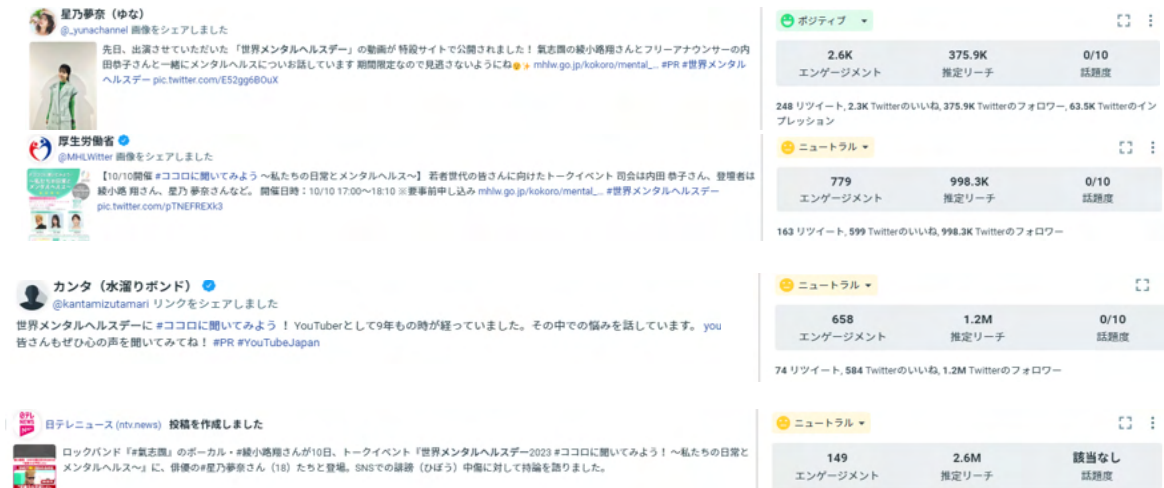 星乃夢奈（ゆな）
@_yunachannel 画像をシェアしました
先日、出演させていただいた 「世界メンタルヘルスデー」の動画が 特設サイトで公開されました！ 氣志團の綾小路翔さんとフリーアナウンサーの内
田恭子さんと一緒にメンタルヘルスについお話しています 期間限定なので見逃さないようにね mhlw.go.jp/kokoro/mental_... #PR #世界メンタル
ヘルスデー pic.twitter.com/E52gg6BOuX
ポジティブ
2.6K 375.9K 0/10
エンゲージメント 推定リーチ 話題度
248 リツイート, 2.3K Twitterのいいね, 375.9K Twitterのフォロワー, 63.5K Twitterのイン
プレッション
厚生労働省
@MHLWitter 画像をシェアしました
【10/10開催 #ココロに聞いてみよう ～私たちの日常とメンタルヘルス～】 若者世代の皆さんに向けたトークイベント 司会は内田 恭子さん、登壇者は
綾小路 翔さん、星乃 夢奈さんなど。 開催日時：10/10 17:00～18:10 ※要事前申し込み mhlw.go.jp/kokoro/mental_... #世界メンタルヘルスデー
pic.twitter.com/pTNEFREXk3
ニュートラル
779 998.3K 0/10
エンゲージメント 推定リーチ 話題度
163 リツイート, 599 Twitterのいいね, 998.3K Twitterのフォロワー
カンタ（水溜りボンド）
@kantamizutamari リンクをシェアしました
世界メンタルヘルスデーに #ココロに聞いてみよう ！ YouTuberとして9年もの時が経っていました。その中での悩みを話しています。 you
皆さんもぜひ心の声を聞いてみてね！ #PR #YouTubeJapan
ニュートラル
658 1.2M 0/10
エンゲージメント 推定リーチ 話題度
74 リツイート, 584 Twitterのいいね, 1.2M Twitterのフォロワー
日テレ
NEWS
日テレニュース (ntv.news) 投稿を作成しました
ロックバンド『#氣志團』のボーカル・#綾小路翔さんが10日、トークイベント『世界メンタルヘルスデー2023 #ココロに聞いてみよう！ ～私たちの日常と
メンタルヘルス～』に、俳優の#星乃夢奈さん（18）たちと登場。SNSでの誹謗（ひぼう）中傷に対して持論を語りました。
ニュートラル
149 2.6M 該当なし
エンゲージメント 推定リーチ 話題度